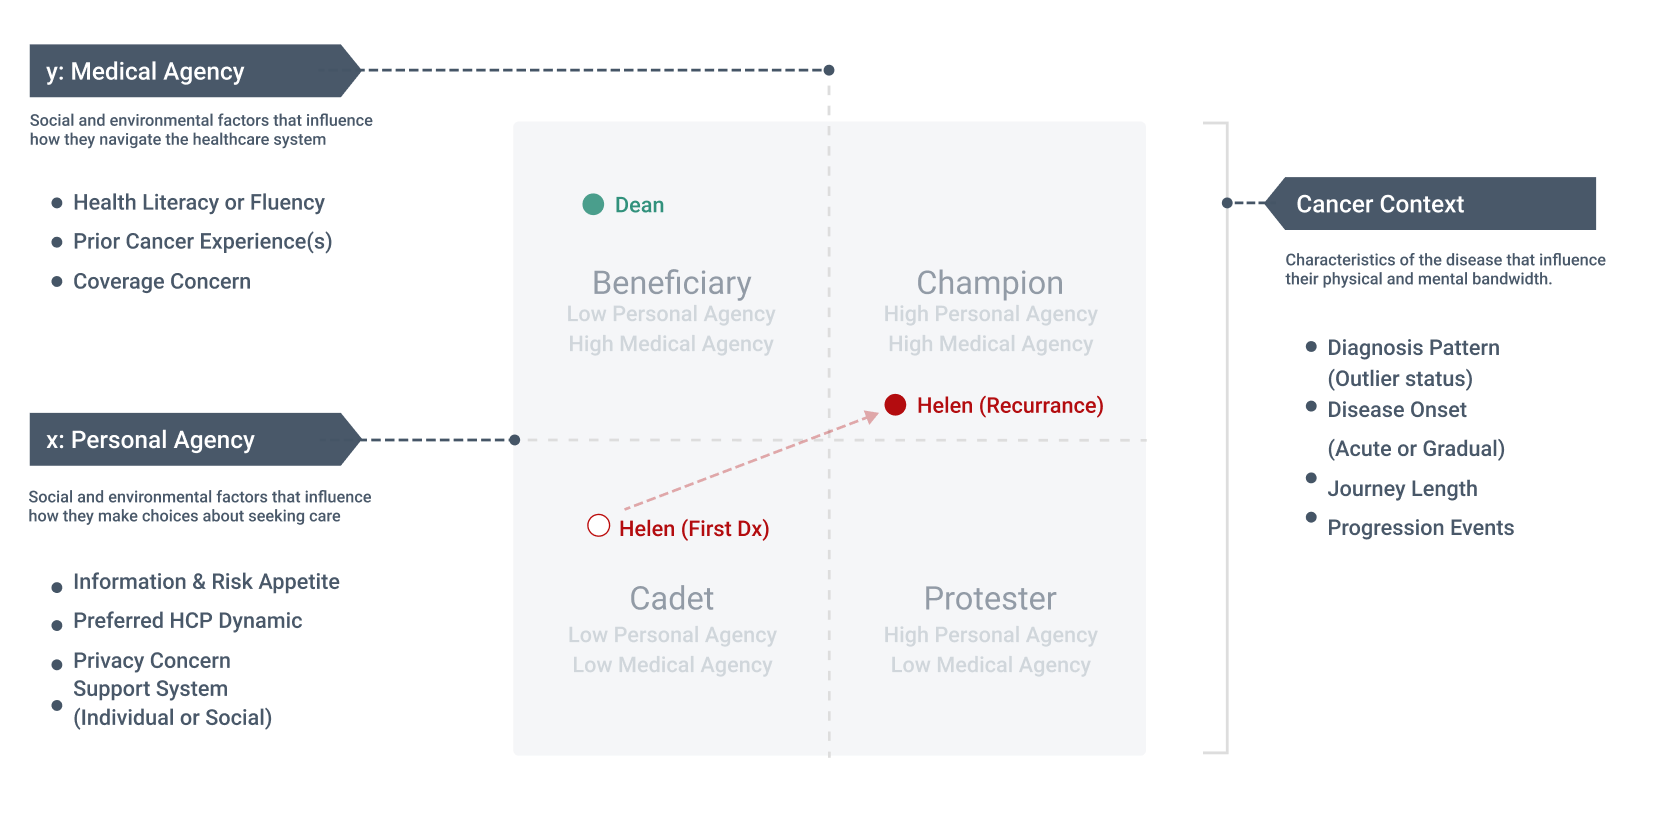 y: Medical Agency
Social and environmental factors that influence
how they navigate the healthcare system
Health Literacy or Fluency
Prior Cancer Experience(s)
Coverage Concern
x: Personal Agency
Social and environmental factors that influence
how they make choices about seeking care
Information & Risk Appetite
Preferred HCP Dynamic
Privacy Concern
Support System
(Individual or Social)
Dean
Beneficiary
Low Personal Agency
High Medical Agency
Champion
High Personal Agency
High Medical Agency
Helen (Recurrance)
Helen (First Dx)
Cadet
Low Personal Agency
Low Medical Agency
Protester
High Personal Agency
Low Medical Agency
Cancer Context
Characteristics of the disease that influence
their physical and mental bandwidth.
Diagnosis Pattern
(Outlier status)
Disease Onset
(Acute or Gradual)
Journey Length
Progression Events